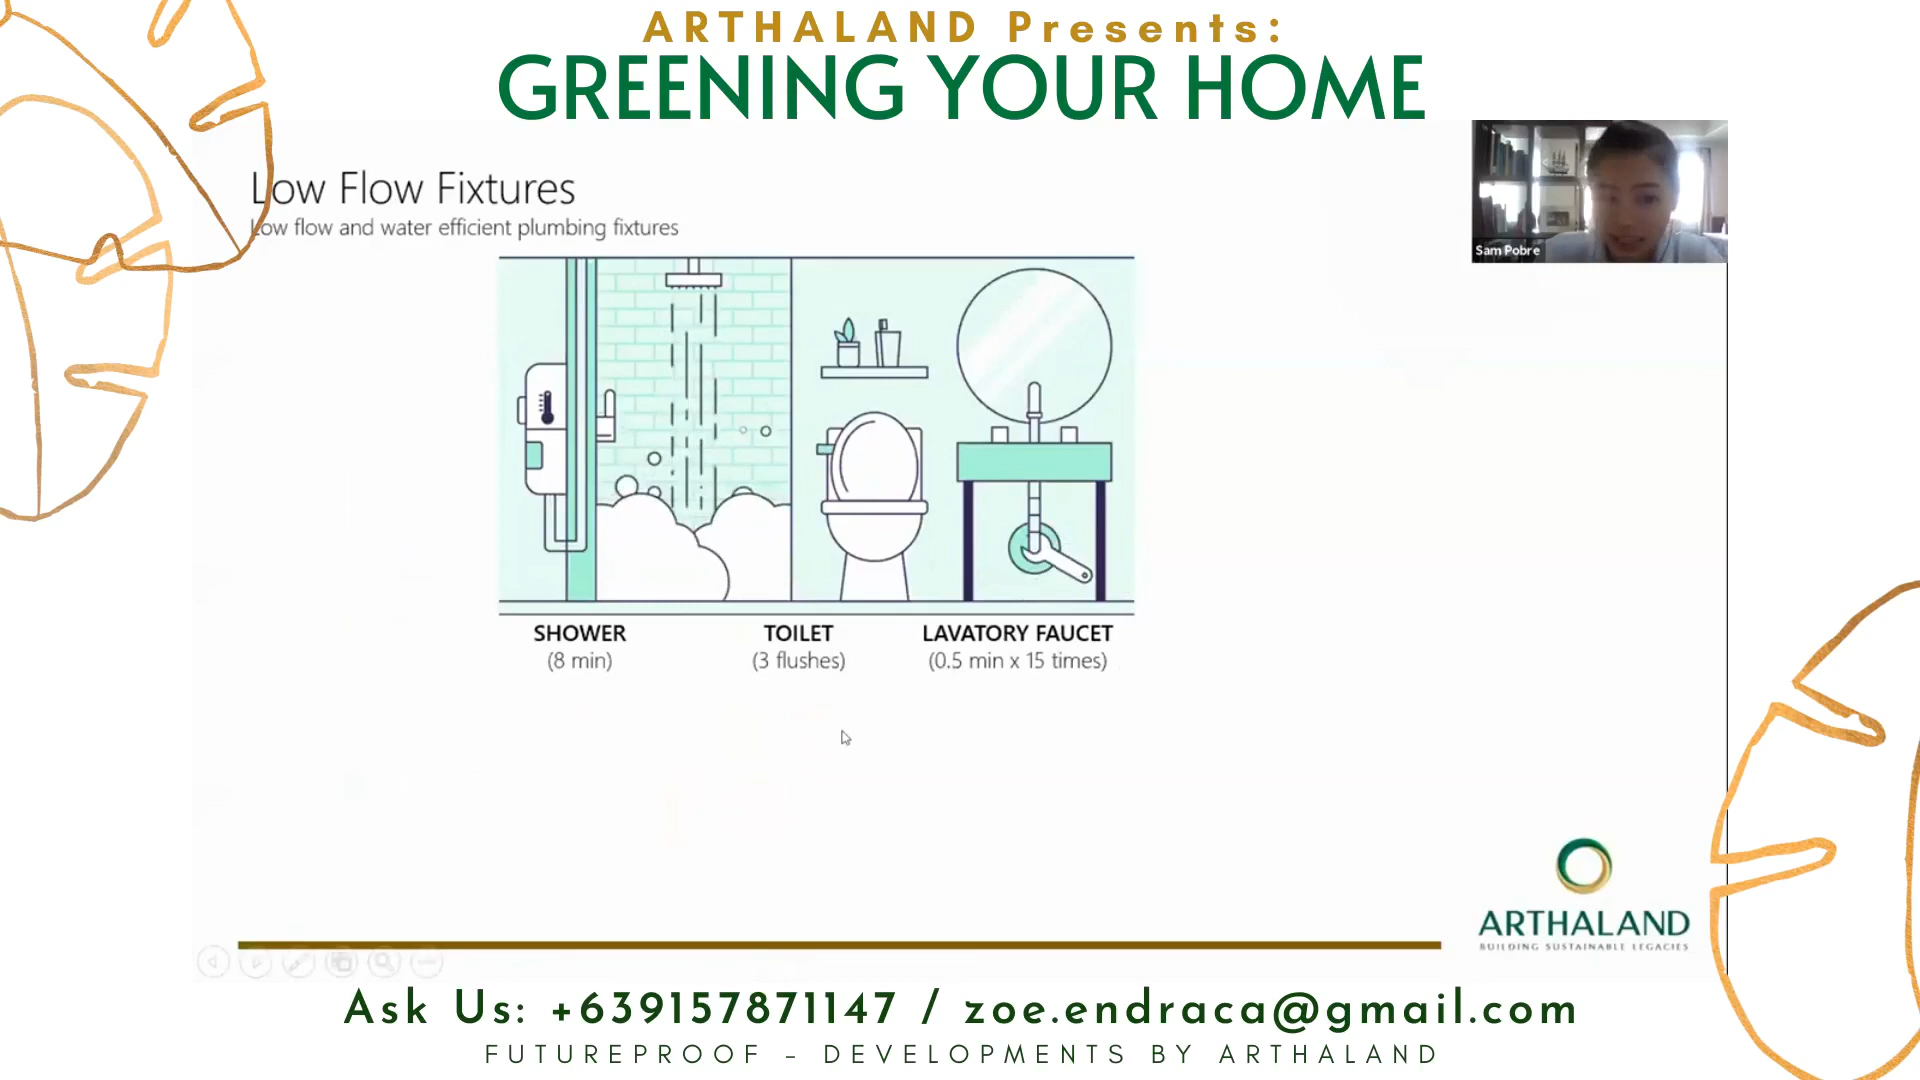 ARTHALAND Presents:
GREENING YOUR HOME
Low Flow Fixtures
Low flow and water efficient plumbing fixtures
Sam Pobre
SHOWER
(8 min)
TOILET
(3 flushes)
LAVATORY FAUCET
(0.5 min x 15 times)
ARTHALAND
BUILDING SUSTAINABLE LEGACIES
Ask Us: +639157871147 / zoe.endraca@gmail.com
FUTUREPROOF – DEVELOPMENTS BY ARTHALAND